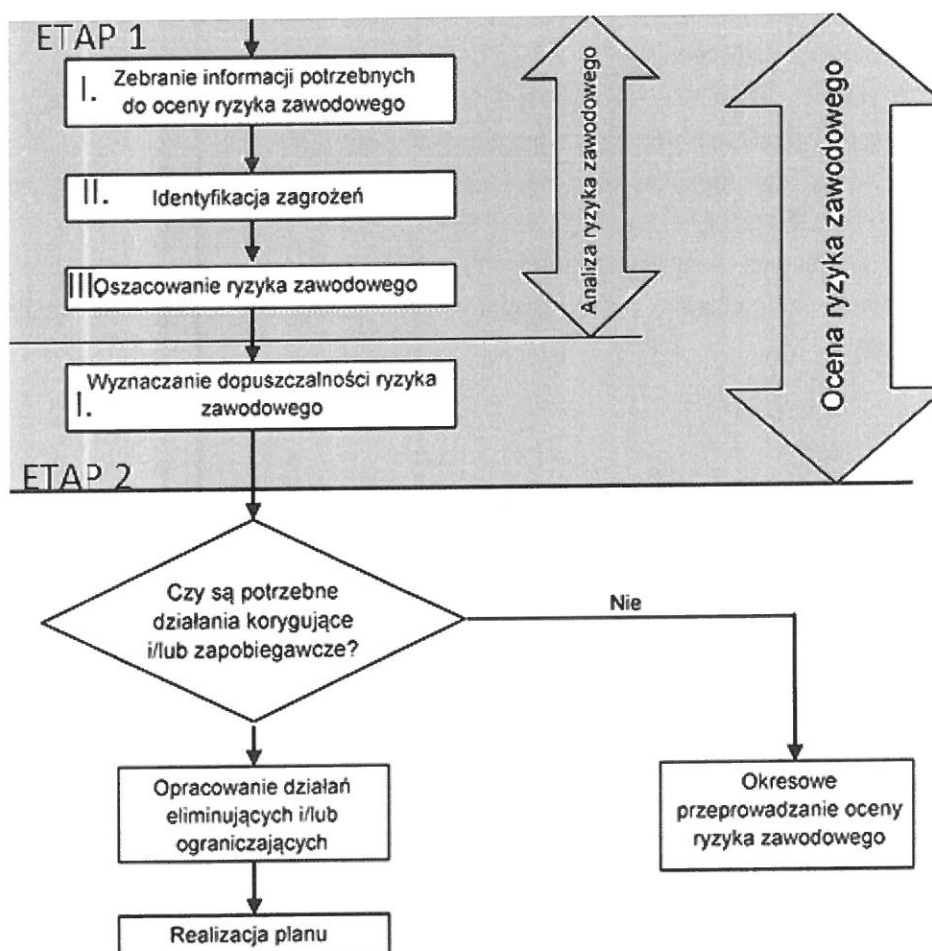 ETAP 1
I.
Zebranie informacji potrzebnych
do oceny ryzyka zawodowego
II.
Identyfikacja zagrożeń
III.
Oszacowanie ryzyka zawodowego
Analiza ryzyka zawodowego
Ocena ryzyka zawodowego
Wyznaczanie dopuszczalności ryzyka
I.
zawodowego
ETAP 2
Czy są potrzebne
działania korygujące
i/lub zapobiegawcze?
Nie
Opracowanie działań
eliminujących i/lub
ograniczających
Okresowe
przeprowadzanie oceny
ryzyka zawodowego
Realizacja planu